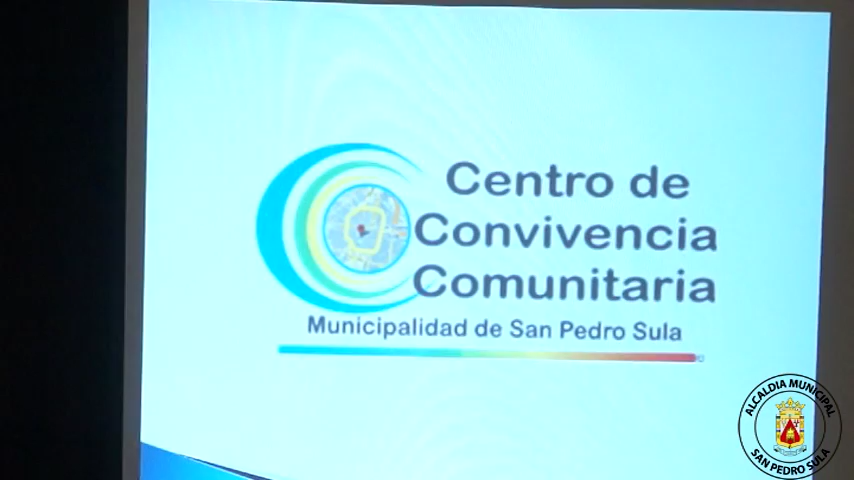 Centro de
Convivencia
Comunitaria
Municipalidad de San Pedro Sula
ALCALDIA MUNICIPAL
SAN PEDRO SULA